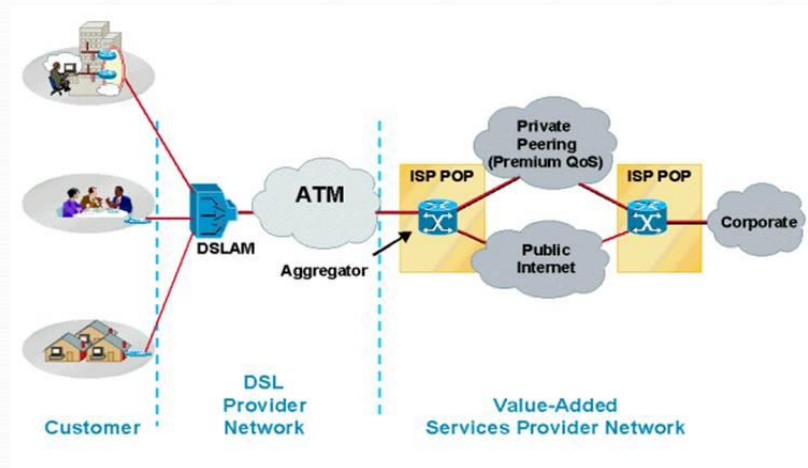 Private
Peering
(Premium QoS)
ISP POP
ISP POP
ATM
Corporate
DSLAM
Aggregator
Public
Internet
DSL
Provider
Network
Customer
Value-Added
Services Provider Network